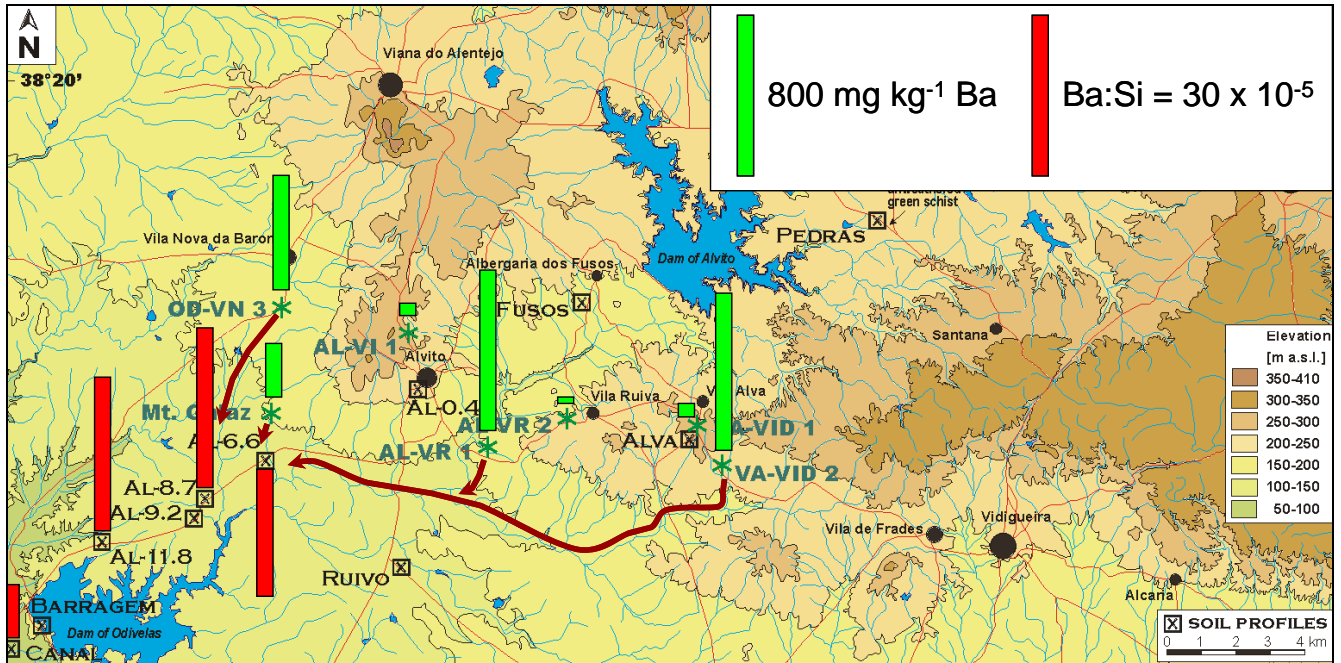 N
38°20'
Viana do Alentejo
800 mg kg⁻¹ Ba
Ba:Si = 30 x 10⁻⁵
green schist
Pedras
Vila Nova da Baron
Albergaria dos Fusos
Dam of Alvito
OD-VN 3
Fusos
Santana
AL-VI 1
Alvito
Elevation
[m a.s.l.]
350-410
300-350
250-300
200-250
150-200
100-150
50-100
Al-0.4
Vila Ruiva
Alva
AL-VR 2
VA-VID 1
Mt.
Al-6.6
AL-VR 1
Alva
VA-VID 2
Al-8.7
Al-9.2
Al-11.8
Vila de Frades
Vidigueira
Ruivo
Alcaria
Barragem
Dam of Odivelas
Canal
Soil Profiles
0 1 2 3 4 km